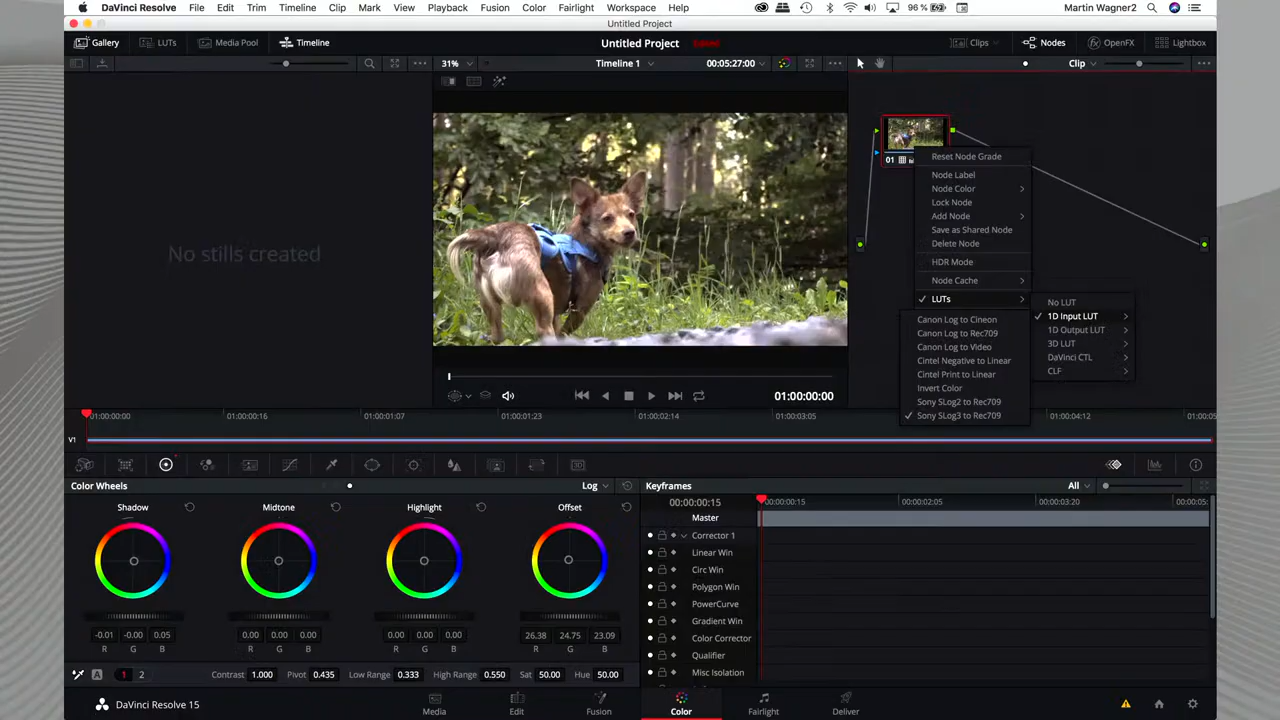 DaVinci Resolve File Edit Trim Timeline Clip Mark View Playback Fusion Color Fairlight Workspace Help 96 % Martin Wagner2
Untitled Project
Gallery LUTs Media Pool Timeline Untitled Project Edited Clips Nodes OpenFX Lightbox
31% Timeline 1 00:05:27:00 Clip
No stills created
01
Reset Node Grade
Node Label
Node Color
Lock Node
Add Node
Save as Shared Node
Delete Node
HDR Mode
Node Cache
LUTs
No LUT
1D Input LUT
1D Output LUT
3D LUT
DaVinci CTL
CLF
Canon Log to Cineon
Canon Log to Rec709
Canon Log to Video
Cintel Negative to Linear
Cintel Print to Linear
Invert Color
Sony SLog2 to Rec709
Sony SLog3 to Rec709
01:00:00:00
01:00:00:00 01:00:00:16 01:00:01:07 01:00:01:23 01:00:02:14 01:00:03:05 01:00:04:12 01:00:05
V1
Color Wheels Log
Shadow Midtone Highlight Offset
-0.01 -0.00 0.05 0.00 0.00 0.00 0.00 0.00 0.00 26.38 24.75 23.09
R G B R G B R G B R G B
A 1 2 Contrast 1.000 Pivot 0.435 Low Range 0.333 High Range 0.550 Sat 50.00 Hue 50.00
Keyframes All
00:00:00:15 00:00:00:15 00:00:02:05 00:00:03:20 00:00:05:
Master
Corrector 1
Linear Win
Circ Win
Polygon Win
PowerCurve
Gradient Win
Color Corrector
Qualifier
Misc Isolation
DaVinci Resolve 15 Media Edit Fusion Color Fairlight Deliver